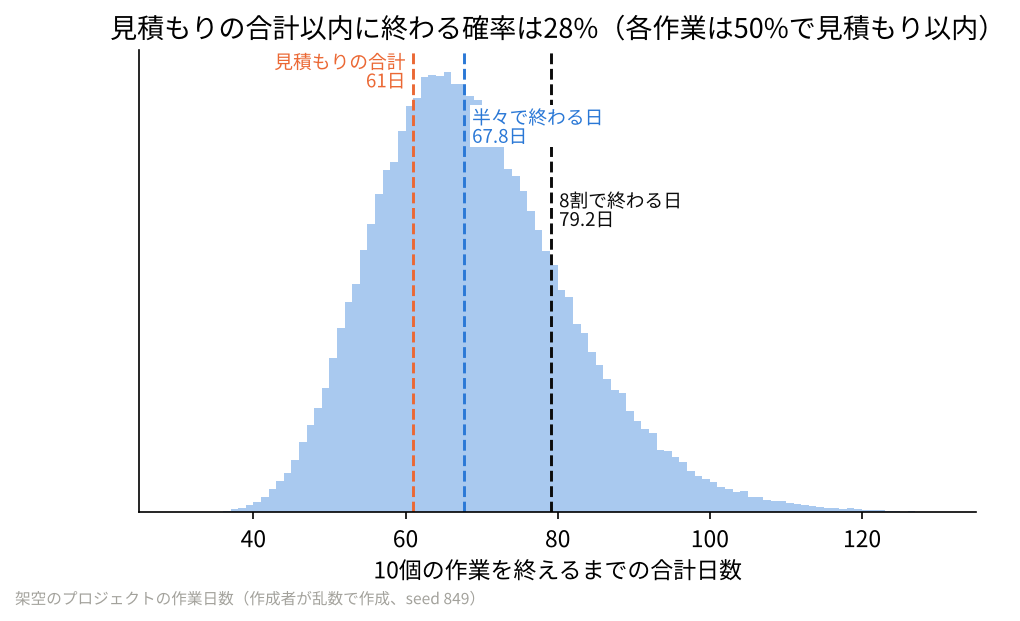 見積もりの合計以内に終わる確率は28%（各作業は50%で見積もり以内）
見積もりの合計
61日
半々で終わる日
67.8日
8割で終わる日
79.2日
40 60 80 100 120
10個の作業を終えるまでの合計日数
架空のプロジェクトの作業日数（作成者が乱数で作成、seed 849）